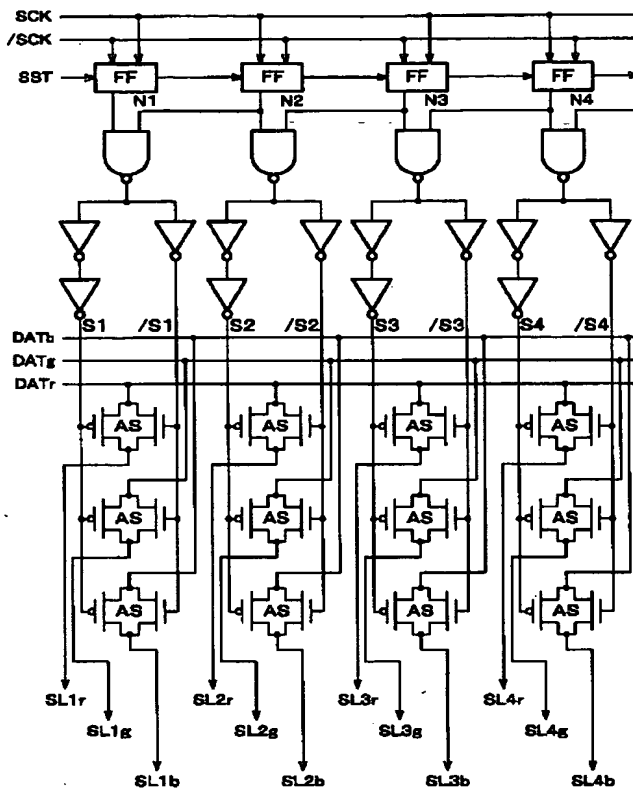 SCK
/SCK
SST FF FF FF FF
N1 N2 N3 N4
S1 /S1 S2 /S2 S3 /S3 S4 /S4
DATb
DATg
DATr
AS AS AS AS
AS AS AS AS
AS AS AS AS
SL1r SL2r SL3r SL4r
SL1g SL2g SL3g SL4g
SL1b SL2b SL3b SL4b